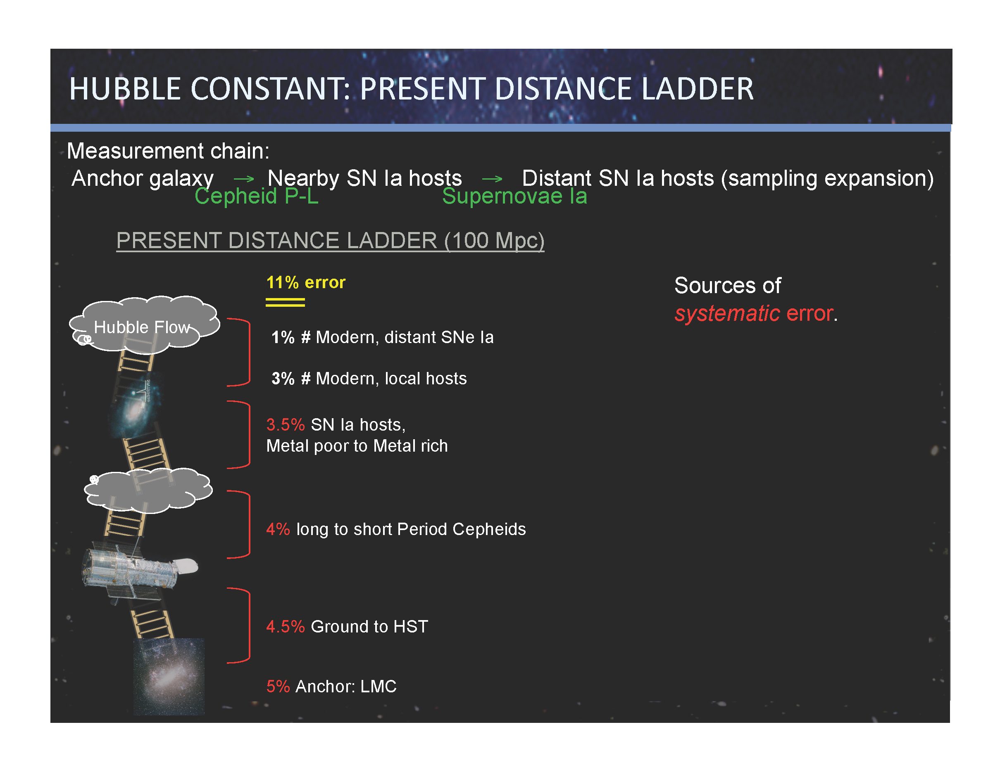 HUBBLE CONSTANT: PRESENT DISTANCE LADDER
Measurement chain:
Anchor galaxy → Nearby SN Ia hosts → Distant SN Ia hosts (sampling expansion)
Cepheid P-L Supernovae Ia
PRESENT DISTANCE LADDER (100 Mpc)
11% error
Sources of
systematic error.
Hubble Flow
1% # Modern, distant SNe Ia
3% # Modern, local hosts
3.5% SN Ia hosts,
Metal poor to Metal rich
4% long to short Period Cepheids
4.5% Ground to HST
5% Anchor: LMC